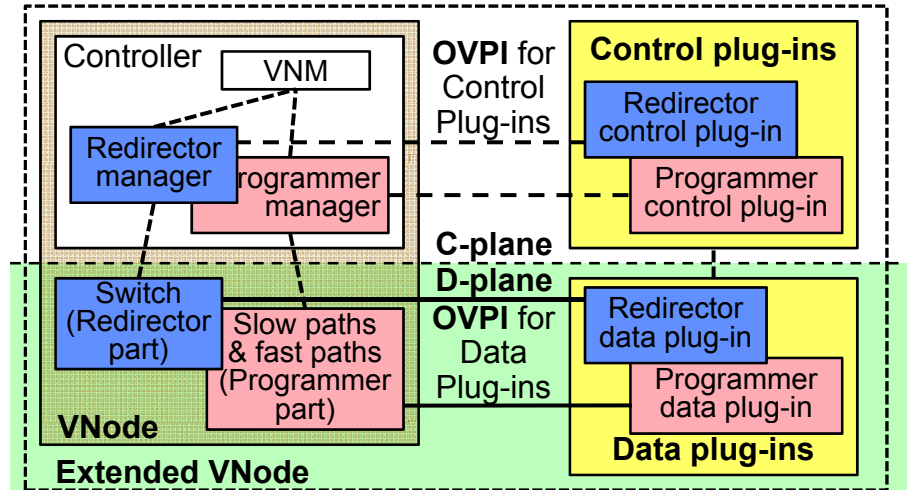 Controller
VNM
Redirector
manager
rogrammer
manager
OVPI for
Control
Plug-ins
Control plug-ins
Redirector
control plug-in
Programmer
control plug-in
C-plane
D-plane
Switch
(Redirector
part)
Slow paths
& fast paths
(Programmer
part)
OVPI for
Data
Plug-ins
Redirector
data plug-in
Programmer
data plug-in
Data plug-ins
VNode
Extended VNode